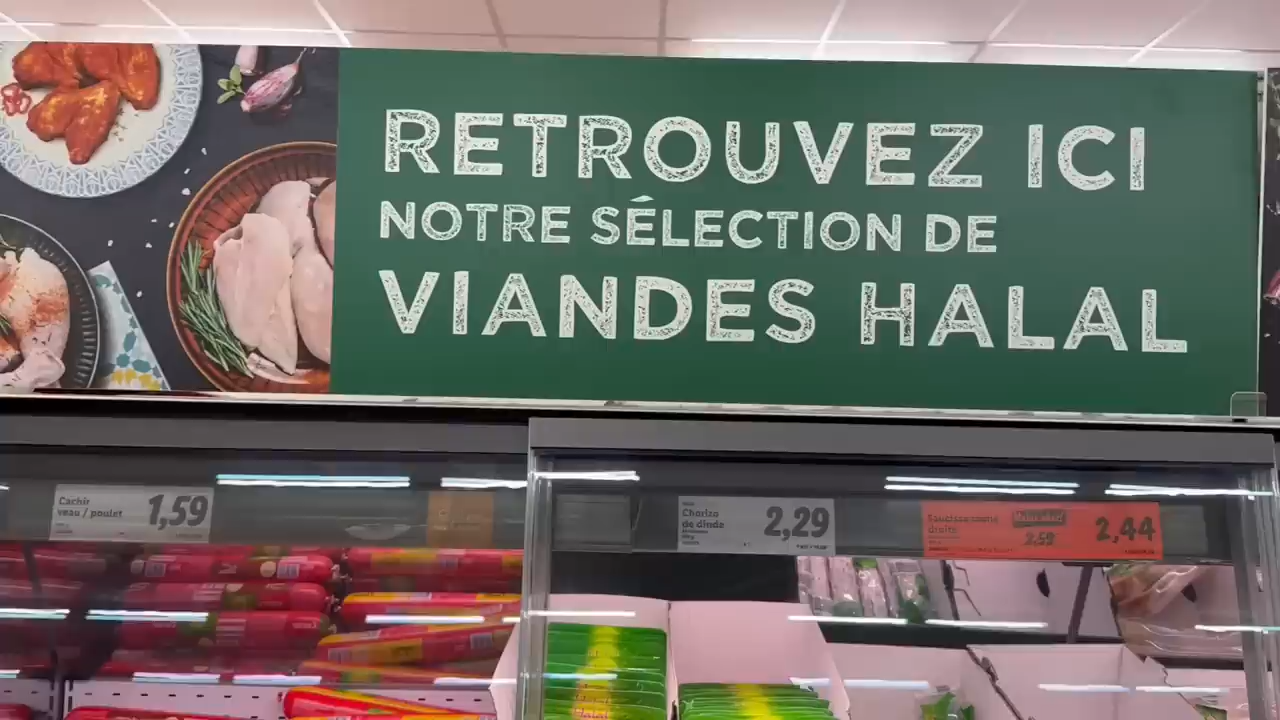 RETROUVEZ ICI
NOTRE SÉLECTION DE
VIANDES HALAL
Cachir
veau / poulet
1,59
Chorizo
de dinde
2,29
2,59
2,44
Halal